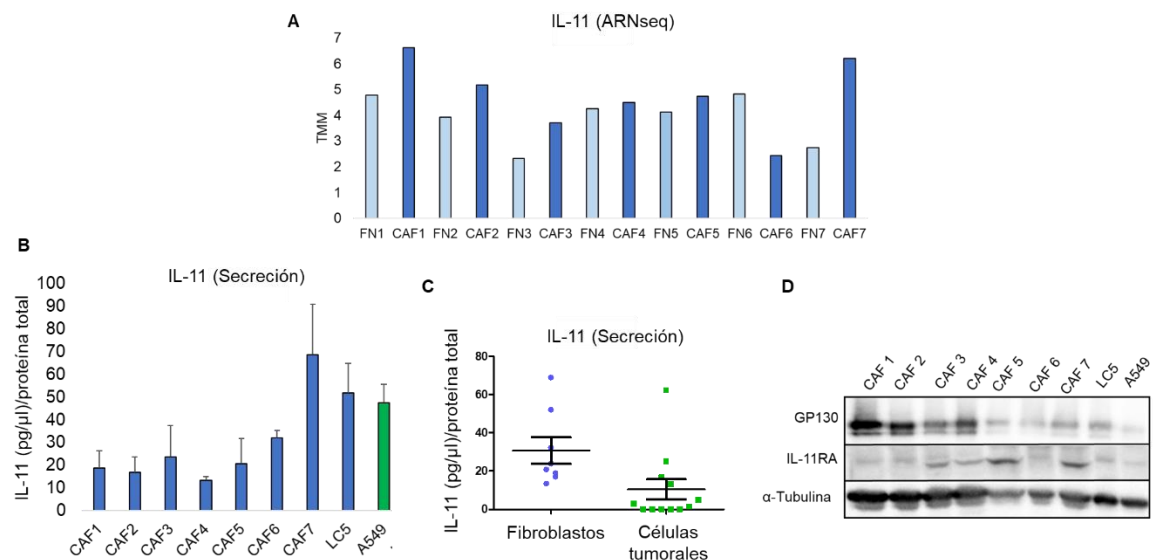 A
IL-11 (ARNseq)
TMM
7
6
5
4
3
2
1
0
FN1 CAF1 FN2 CAF2 FN3 CAF3 FN4 CAF4 FN5 CAF5 FN6 CAF6 FN7 CAF7
B
IL-11 (Secreción)
IL-11 (pg/µl)/proteína total
100
90
80
70
60
50
40
30
20
10
0
CAF1 CAF2 CAF3 CAF4 CAF5 CAF6 CAF7 LC5 A549
C
IL-11 (Secreción)
IL-11 (pg/µl)/proteína total
80
60
40
20
0
Fibroblastos Células
tumorales
D
CAF 1 CAF 2 CAF 3 CAF 4 CAF 5 CAF 6 CAF 7 LC5 A549
GP130
IL-11RA
α-Tubulina